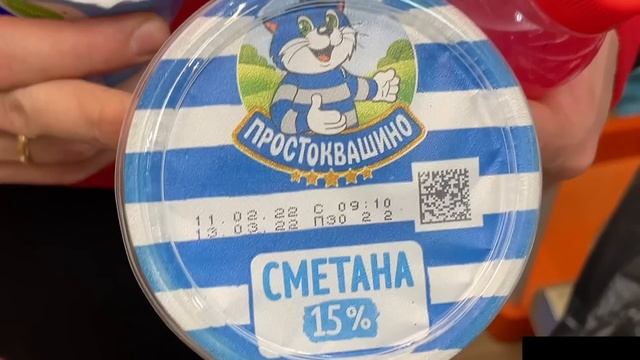 ПРОСТОКВАШИНО
11.02.22 С 09:10
13.03.22 П30 2 2
СМЕТАНА
15%